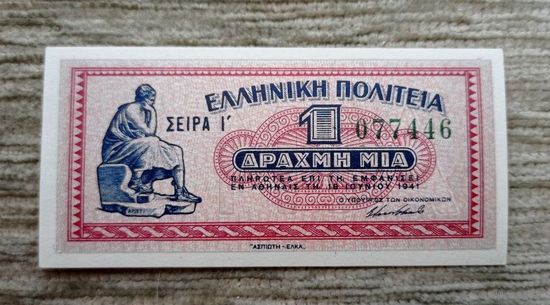 ΕΛΛΗΝΙΚΗ ΠΟΛΙΤΕΙΑ
ΣΕΙΡΑ Ι΄
1
077446
ΔΡΑΧΜΗ ΜΙΑ
ΠΛΗΡΩΤΕΑ ΕΠΙ ΤΗ ΕΜΦΑΝΙΣΕΙ
ΕΝ ΑΘΗΝΑΙΣ ΤΗ 18 ΙΟΥΝΙΟΥ 1941
Ο ΥΠΟΥΡΓΟΣ ΤΩΝ ΟΙΚΟΝΟΜΙΚΩΝ
"ΑΣΠΙΩΤΗ-ΕΛΚΑ"